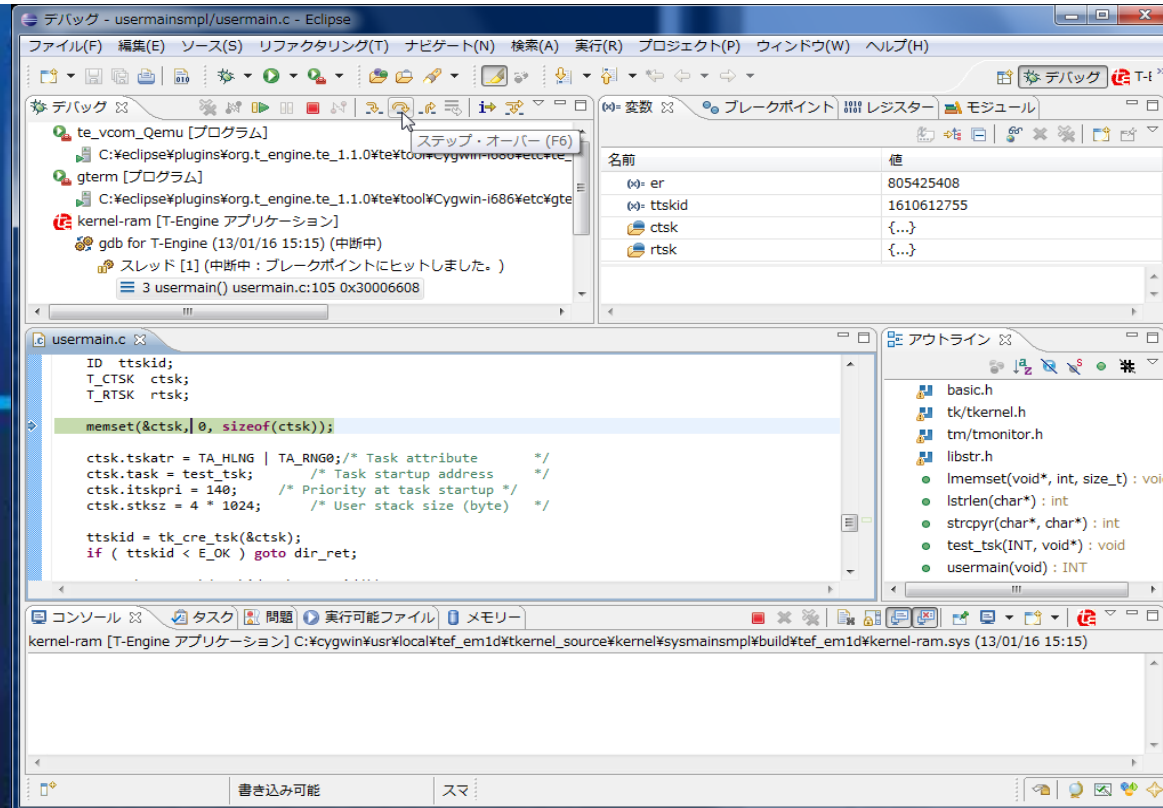 デバッグ - usermainsmpl/usermain.c - Eclipse
ファイル(F) 編集(E) ソース(S) リファクタリング(T) ナビゲート(N) 検索(A) 実行(R) プロジェクト(P) ウィンドウ(W) ヘルプ(H)
デバッグ T-E
デバッグ
ステップ・オーバー (F6)
te_vcom_Qemu [プログラム]
C:¥eclipse¥plugins¥org.t_engine.te_1.1.0¥te¥tool¥Cygwin-i686¥etc¥te_
gterm [プログラム]
C:¥eclipse¥plugins¥org.t_engine.te_1.1.0¥te¥tool¥Cygwin-i686¥etc¥gte
kernel-ram [T-Engine アプリケーション]
gdb for T-Engine (13/01/16 15:15) (中断中)
スレッド [1] (中断中 : ブレークポイントにヒットしました。)
3 usermain() usermain.c:105 0x30006608
変数 ブレークポイント レジスター モジュール
名前 値
er 805425408
ttskid 1610612755
ctsk {...}
rtsk {...}
usermain.c
ID ttskid;
T_CTSK ctsk;
T_RTSK rtsk;
memset(&ctsk, 0, sizeof(ctsk));
ctsk.tskatr = TA_HLNG | TA_RNG0;/* Task attribute */
ctsk.task = test_tsk; /* Task startup address */
ctsk.itskpri = 140; /* Priority at task startup */
ctsk.stksz = 4 * 1024; /* User stack size (byte) */
ttskid = tk_cre_tsk(&ctsk);
if ( ttskid < E_OK ) goto dir_ret;
アウトライン
basic.h
tk/tkernel.h
tm/tmonitor.h
libstr.h
lmemset(void*, int, size_t) : voi
lstrlen(char*) : int
strcpyr(char*, char*) : int
test_tsk(INT, void*) : void
usermain(void) : INT
コンソール タスク 問題 実行可能ファイル メモリー
kernel-ram [T-Engine アプリケーション] C:¥cygwin¥usr¥local¥tef_em1d¥tkernel_source¥kernel¥sysmainsmpl¥build¥tef_em1d¥kernel-ram.sys (13/01/16 15:15)
書き込み可能 スマ